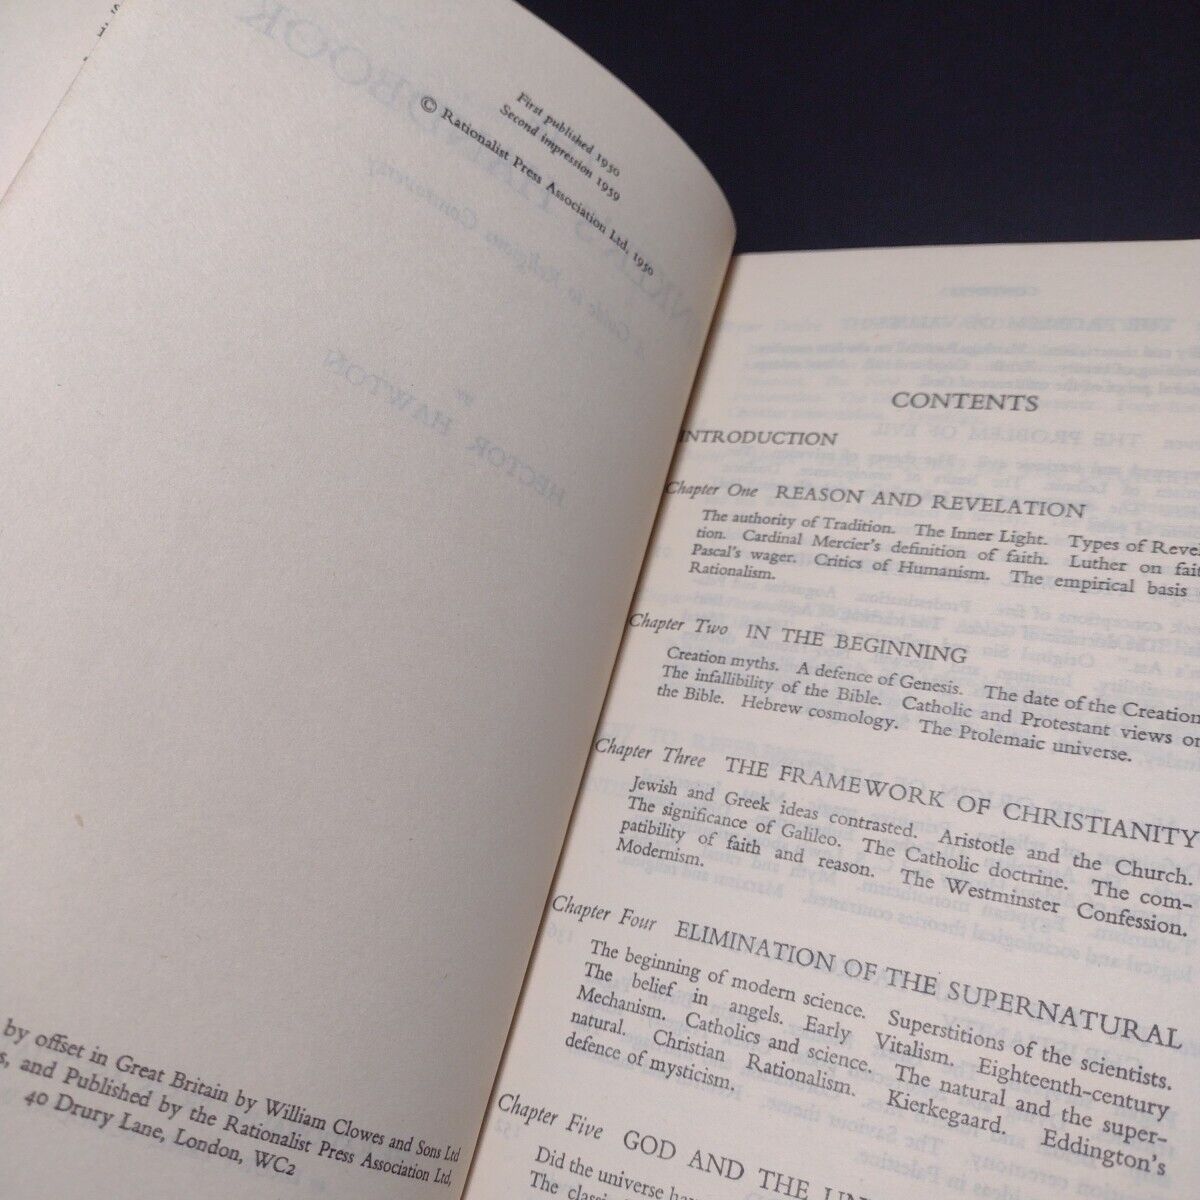 First published 1950
Second impression 1959
© Rationalist Press Association Ltd, 1950
by offset in Great Britain by William Clowes and Sons Ltd
and Published by the Rationalist Press Association Ltd,
40 Drury Lane, London, WC2
CONTENTS
INTRODUCTION
Chapter One REASON AND REVELATION
The authority of Tradition. The Inner Light. Types of Revela
tion. Cardinal Mercier's definition of faith. Luther on fait
Pascal's wager. Critics of Humanism. The empirical basis
Rationalism.
Chapter Two IN THE BEGINNING
Creation myths. A defence of Genesis. The date of the Creation
The infallibility of the Bible. Catholic and Protestant views on
the Bible. Hebrew cosmology. The Ptolemaic universe.
Chapter Three THE FRAMEWORK OF CHRISTIANITY
Jewish and Greek ideas contrasted. Aristotle and the Church.
The significance of Galileo. The Catholic doctrine. The com-
patibility of faith and reason. The Westminster Confession.
Modernism.
Chapter Four ELIMINATION OF THE SUPERNATURAL
The beginning of modern science. Superstitions of the scientists.
The belief in angels. Early Vitalism. Eighteenth-century
Mechanism. Catholics and science. The natural and the super-
natural. Christian Rationalism. Kierkegaard. Eddington's
defence of mysticism.
Chapter Five GOD AND THE UN
Did the universe ha
The class